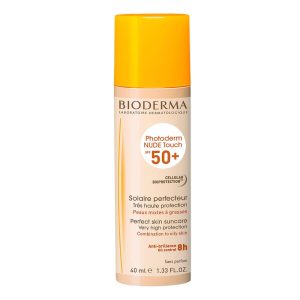 BIODERMA
LABORATOIRE DERMATOLOGIQUE
Photoderm
NUDE Touch
SPF 50+
CELLULAR
BIOPROTECTION
Solaire perfecteur
Très haute protection
Peaux mixtes à grasses
Perfect skin suncare
Very high protection
Combination to oily skin
Anti-brillance
Oil control 8h
Sans parfum
40 ml ℮ 1.33 FL.OZ.